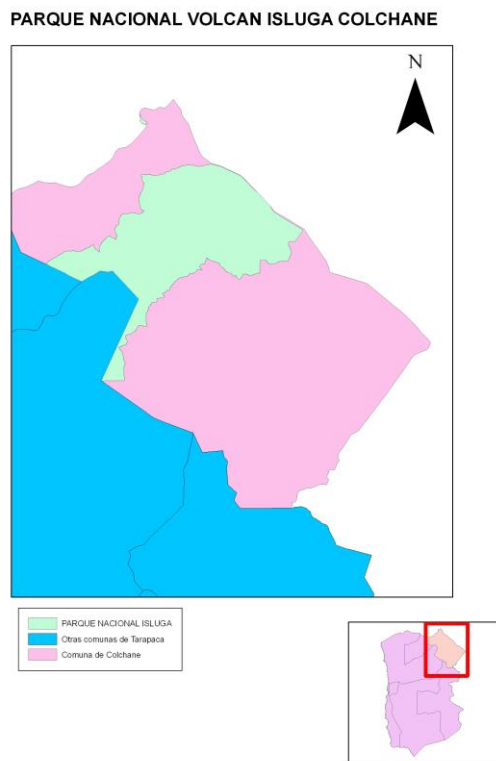 PARQUE NACIONAL VOLCAN ISLUGA COLCHANE
N
PARQUE NACIONAL ISLUGA
Otras comunas de Tarapaca
Comuna de Colchane